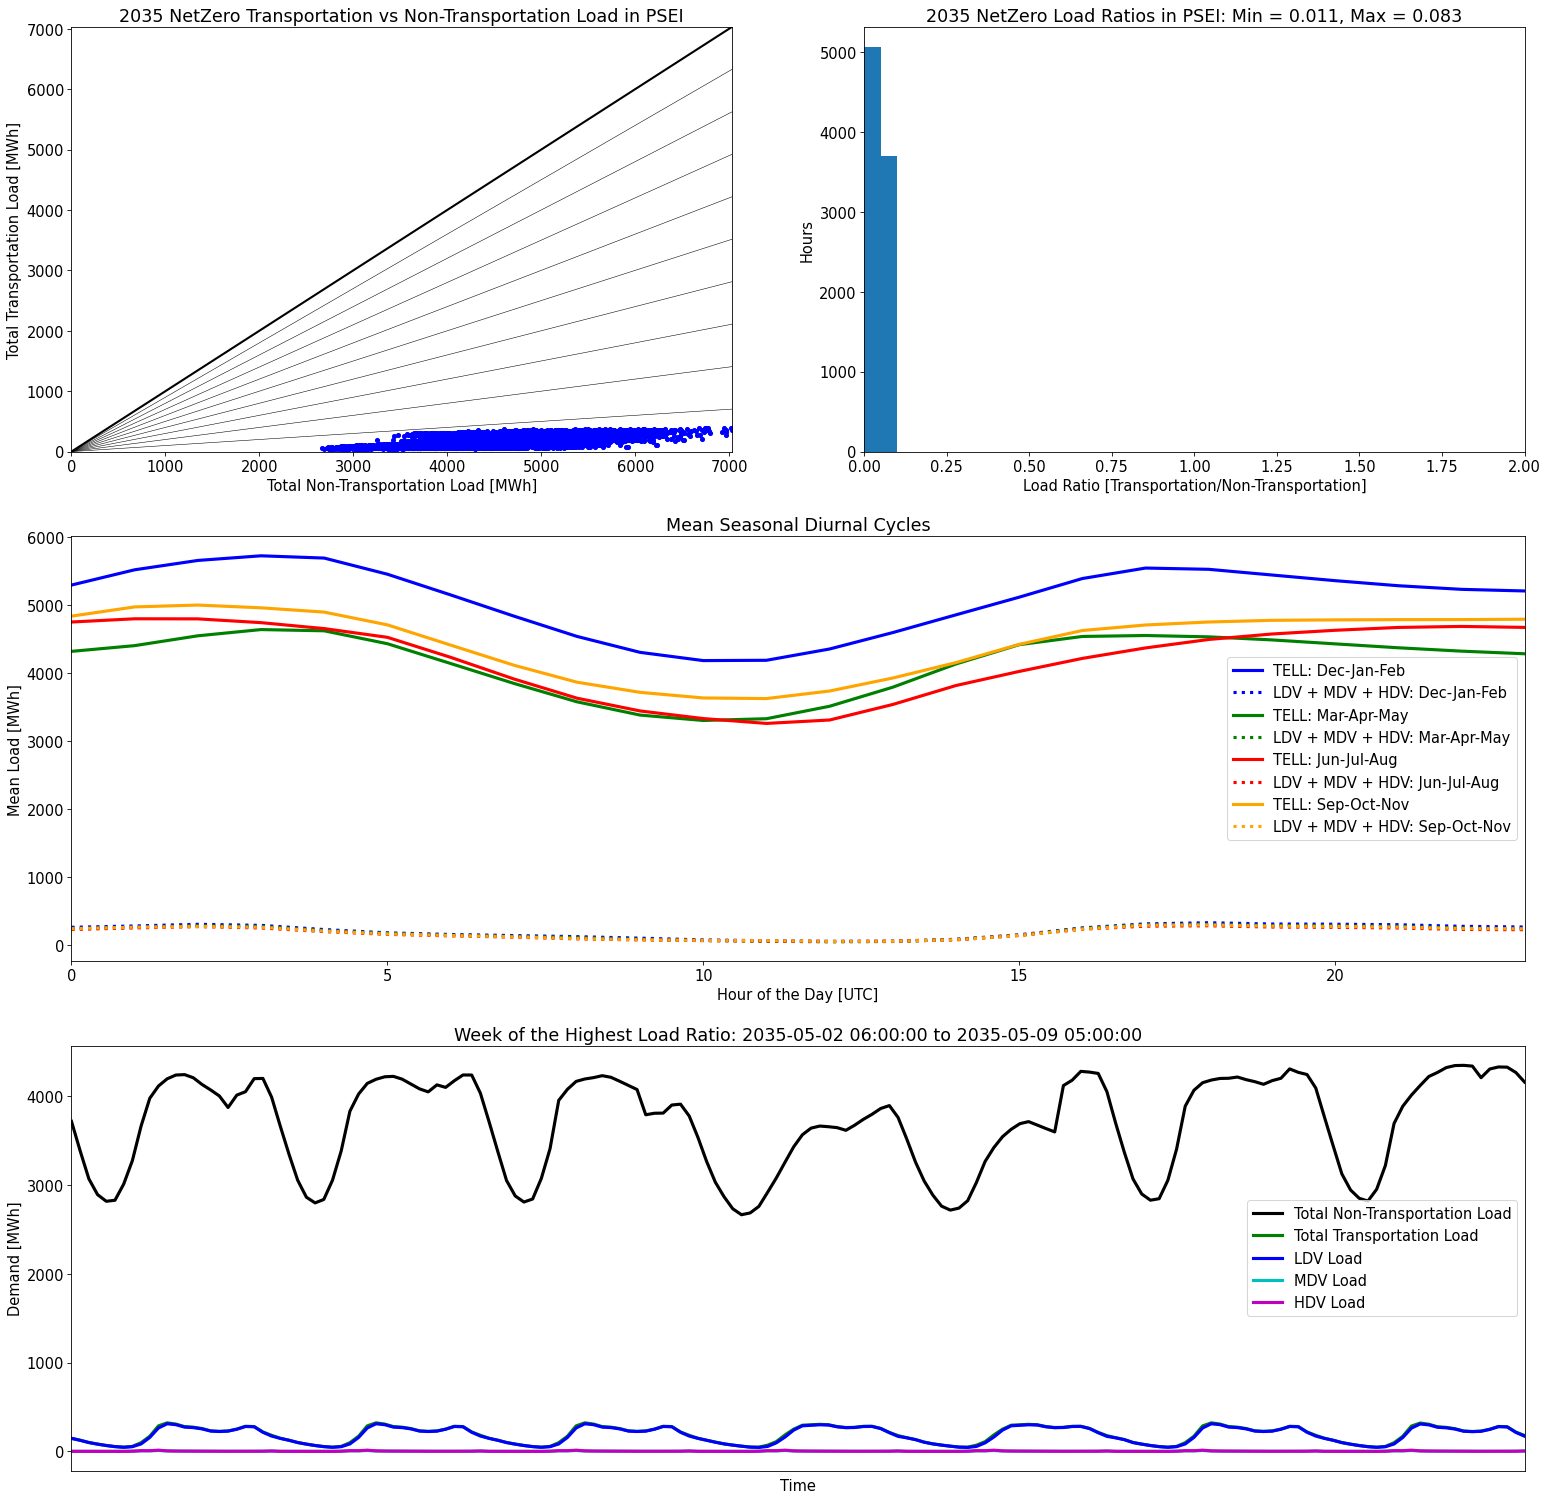 2035 NetZero Transportation vs Non-Transportation Load in PSEI
7000
6000
5000
4000
3000
2000
1000
0
Total Transportation Load [MWh]
0 1000 2000 3000 4000 5000 6000 7000
Total Non-Transportation Load [MWh]
2035 NetZero Load Ratios in PSEI: Min = 0.011, Max = 0.083
5000
4000
3000
2000
1000
0
Hours
0.00 0.25 0.50 0.75 1.00 1.25 1.50 1.75 2.00
Load Ratio [Transportation/Non-Transportation]
Mean Seasonal Diurnal Cycles
6000
5000
4000
3000
2000
1000
0
Mean Load [MWh]
TELL: Dec-Jan-Feb
LDV + MDV + HDV: Dec-Jan-Feb
TELL: Mar-Apr-May
LDV + MDV + HDV: Mar-Apr-May
TELL: Jun-Jul-Aug
LDV + MDV + HDV: Jun-Jul-Aug
TELL: Sep-Oct-Nov
LDV + MDV + HDV: Sep-Oct-Nov
0 5 10 15 20
Hour of the Day [UTC]
Week of the Highest Load Ratio: 2035-05-02 06:00:00 to 2035-05-09 05:00:00
4000
3000
2000
1000
0
Demand [MWh]
Total Non-Transportation Load
Total Transportation Load
LDV Load
MDV Load
HDV Load
Time